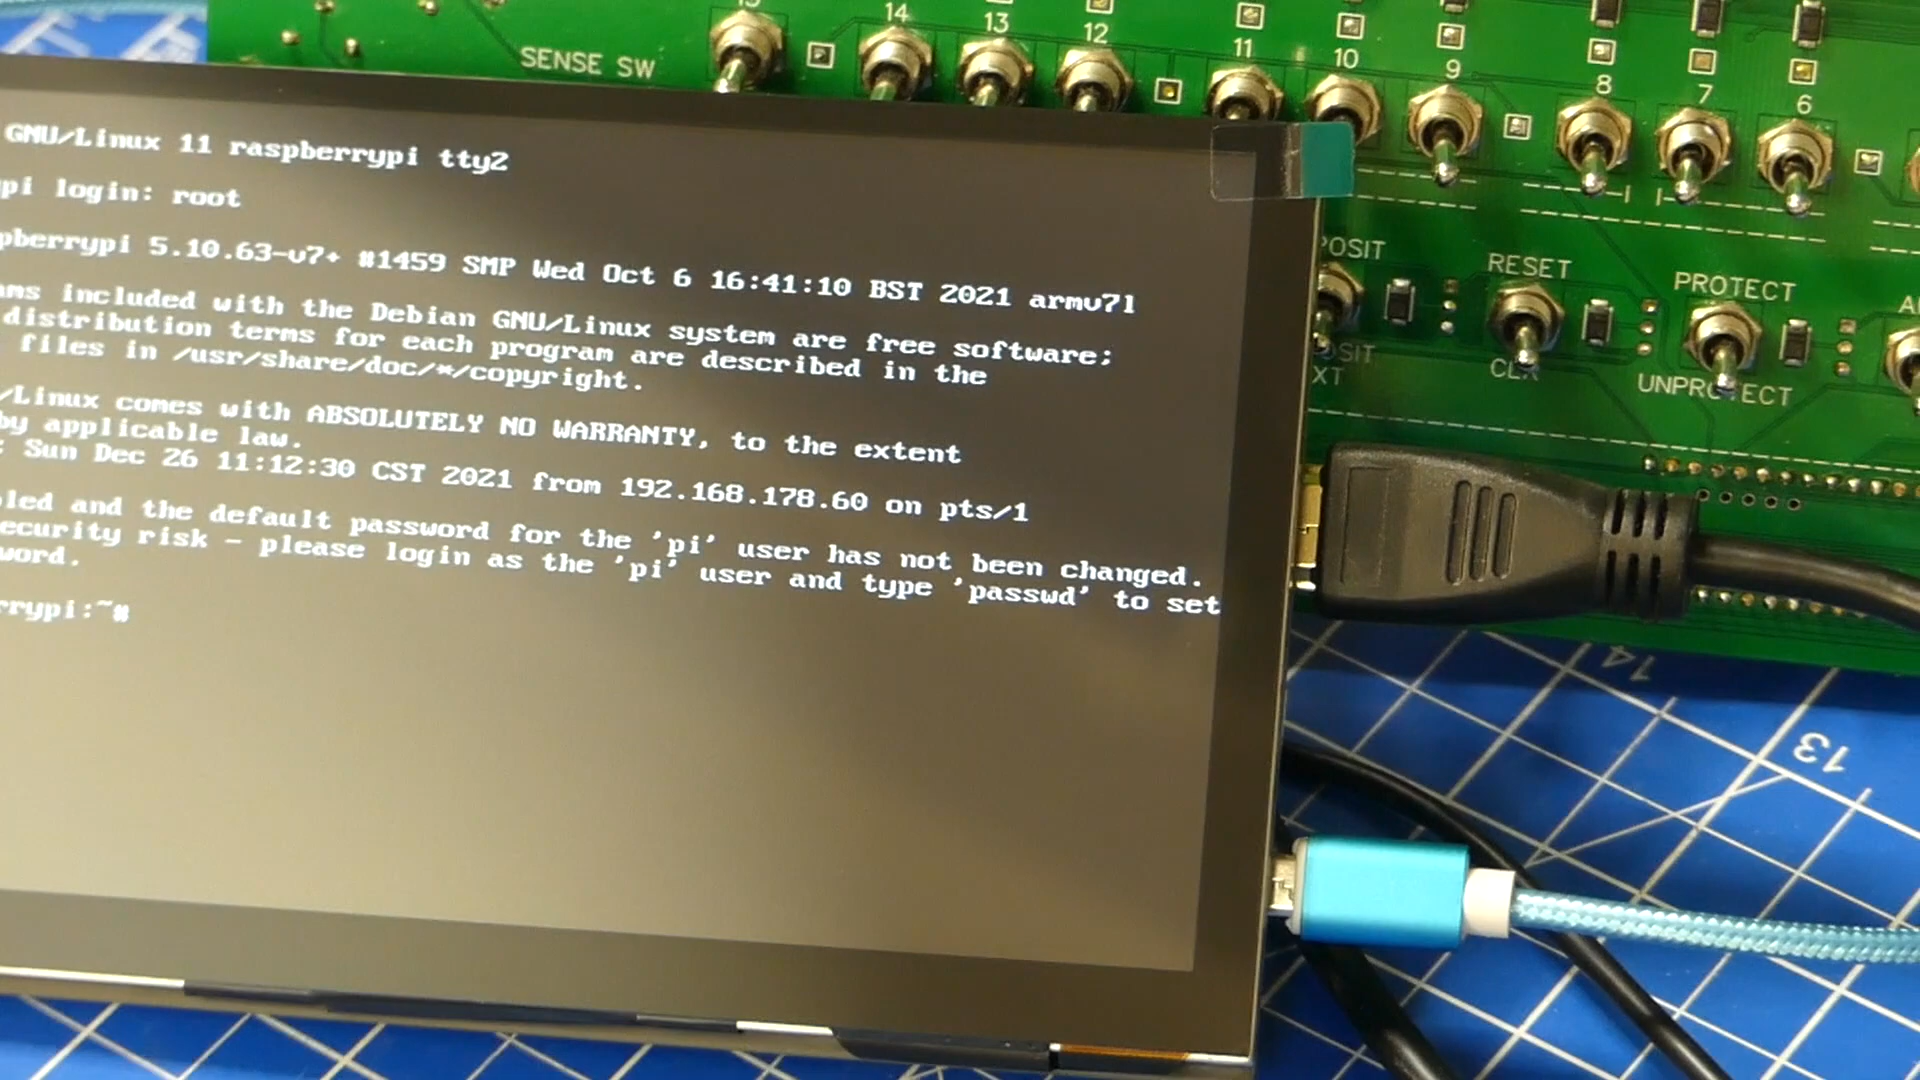 14
13
12
11
10
9
8
7
6
SENSE SW
GNU/Linux 11 raspberrypi tty2
pi login: root
pberrypi 5.10.63-v7+ #1459 SMP Wed Oct 6 16:41:10 BST 2021 armv7l
ams included with the Debian GNU/Linux system are free software;
distribution terms for each program are described in the
files in /usr/share/doc/*/copyright.
/Linux comes with ABSOLUTELY NO WARRANTY, to the extent
by applicable law.
: Sun Dec 26 11:12:30 CST 2021 from 192.168.178.60 on pts/1
led and the default password for the 'pi' user has not been changed.
ecurity risk - please login as the 'pi' user and type 'passwd' to set
word.
rrypi:~#
POSIT
OSIT
XT
RESET
CLR
PROTECT
UNPROTECT
14
13